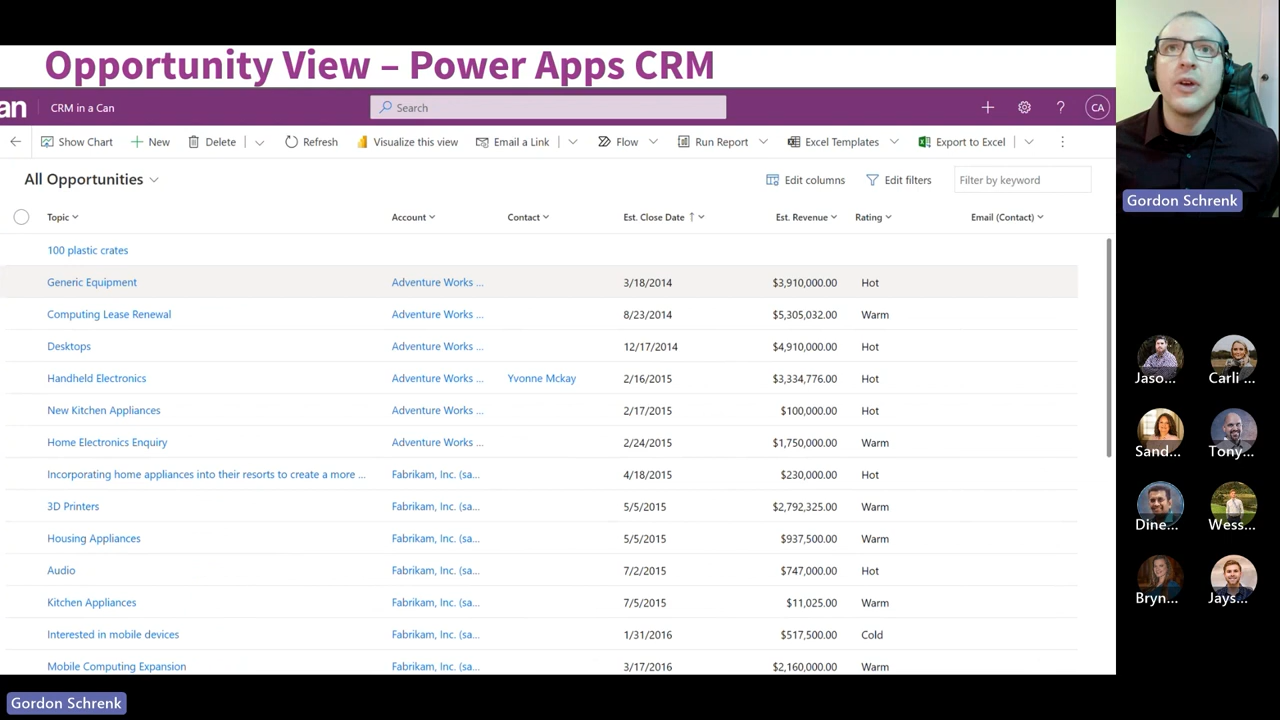 Opportunity View – Power Apps CRM
an CRM in a Can Search ? CA
Show Chart New Delete Refresh Visualize this view Email a Link Flow Run Report Excel Templates Export to Excel
All Opportunities Edit columns Edit filters Filter by keyword
Topic Account Contact Est. Close Date ↑ Est. Revenue Rating Email (Contact)
100 plastic crates
Generic Equipment Adventure Works ... 3/18/2014 $3,910,000.00 Hot
Computing Lease Renewal Adventure Works ... 8/23/2014 $5,305,032.00 Warm
Desktops Adventure Works ... 12/17/2014 $4,910,000.00 Hot
Handheld Electronics Adventure Works ... Yvonne Mckay 2/16/2015 $3,334,776.00 Hot
New Kitchen Appliances Adventure Works ... 2/17/2015 $100,000.00 Hot
Home Electronics Enquiry Adventure Works ... 2/24/2015 $1,750,000.00 Warm
Incorporating home appliances into their resorts to create a more ... Fabrikam, Inc. (sa... 4/18/2015 $230,000.00 Hot
3D Printers Fabrikam, Inc. (sa... 5/5/2015 $2,792,325.00 Warm
Housing Appliances Fabrikam, Inc. (sa... 5/5/2015 $937,500.00 Warm
Audio Fabrikam, Inc. (sa... 7/2/2015 $747,000.00 Hot
Kitchen Appliances Fabrikam, Inc. (sa... 7/5/2015 $11,025.00 Warm
Interested in mobile devices Fabrikam, Inc. (sa... 1/31/2016 $517,500.00 Cold
Mobile Computing Expansion Fabrikam, Inc. (sa... 3/17/2016 $2,160,000.00 Warm
Gordon Schrenk
Gordon Schrenk
Jaso... Carli ...
Sand... Tony...
Dine... Wess...
Bryn... Jays...